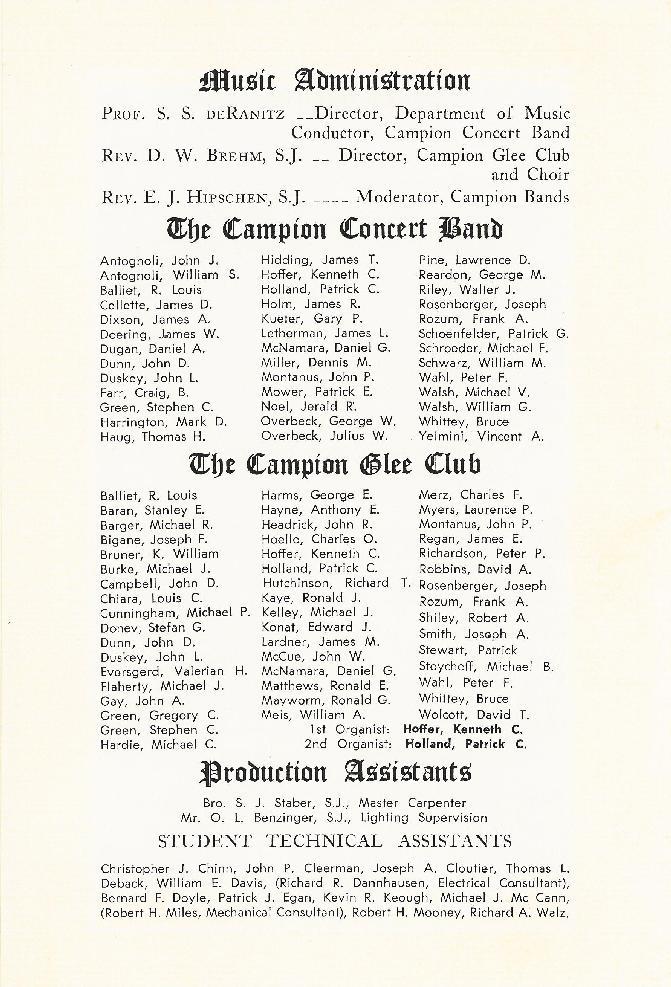 Music Administration
PROF. S. S. DERANITZ __Director, Department of Music
Conductor, Campion Concert Band
REV. D. W. BREHM, S.J. __ Director, Campion Glee Club
and Choir
REV. E. J. HIPSCHEN, S.J. ____ Moderator, Campion Bands
The Campion Concert Band
Antognoli, John J.
Antognoli, William S.
Balliet, R. Louis
Collette, James D.
Dixson, James A.
Doering, James W.
Dugan, Daniel A.
Dunn, John D.
Duskey, John L.
Farr, Craig, B.
Green, Stephen C.
Harrington, Mark D.
Haug, Thomas H.
Hidding, James T.
Hoffer, Kenneth C.
Holland, Patrick C.
Holm, James R.
Kueter, Gary P.
Letherman, James L.
McNamara, Daniel G.
Miller, Dennis M.
Montanus, John P.
Mower, Patrick E.
Noel, Jerald R.
Overbeck, George W.
Overbeck, Julius W.
Pine, Lawrence D.
Reardon, George M.
Riley, Walter J.
Rosenberger, Joseph
Rozum, Frank A.
Schoenfelder, Patrick G.
Schroeder, Michael F.
Schwarz, William M.
Wahl, Peter F.
Walsh, Michael V.
Walsh, William G.
Whittey, Bruce
Yelmini, Vincent A.
The Campion Glee Club
Balliet, R. Louis
Baran, Stanley E.
Barger, Michael R.
Bigane, Joseph F.
Bruner, K. William
Burke, Michael J.
Campbell, John D.
Chiara, Louis C.
Cunningham, Michael P.
Donev, Stefan G.
Dunn, John D.
Duskey, John L.
Eversgerd, Valerian H.
Flaherty, Michael J.
Gay, John A.
Green, Gregory C.
Green, Stephen C.
Hardie, Michael C.
Harms, George E.
Hayne, Anthony E.
Headrick, John R.
Hoelle, Charles O.
Hoffer, Kenneth C.
Holland, Patrick C.
Hutchinson, Richard T.
Kaye, Ronald J.
Kelley, Michael J.
Konat, Edward J.
Lardner, James M.
McCue, John W.
McNamara, Daniel G.
Matthews, Ronald E.
Mayworm, Ronald G.
Meis, William A.
Merz, Charles F.
Myers, Laurence P.
Montanus, John P.
Regan, James E.
Richardson, Peter P.
Robbins, David A.
Rosenberger, Joseph
Rozum, Frank A.
Shiley, Robert A.
Smith, Joseph A.
Stewart, Patrick
Stoycheff, Michael B.
Wahl, Peter F.
Whittey, Bruce
Wolcott, David T.
1st Organist: Hoffer, Kenneth C.
2nd Organist: Holland, Patrick C.
Production Assistants
Bro. S. J. Staber, S.J., Master Carpenter
Mr. O. L. Benzinger, S.J., Lighting Supervision
STUDENT TECHNICAL ASSISTANTS
Christopher J. Chinn, John P. Cleerman, Joseph A. Cloutier, Thomas L.
Deback, William E. Davis, (Richard R. Dannhausen, Electrical Consultant),
Bernard F. Doyle, Patrick J. Egan, Kevin R. Keough, Michael J. Mc Cann,
(Robert H. Miles, Mechanical Consultant), Robert H. Mooney, Richard A. Walz,